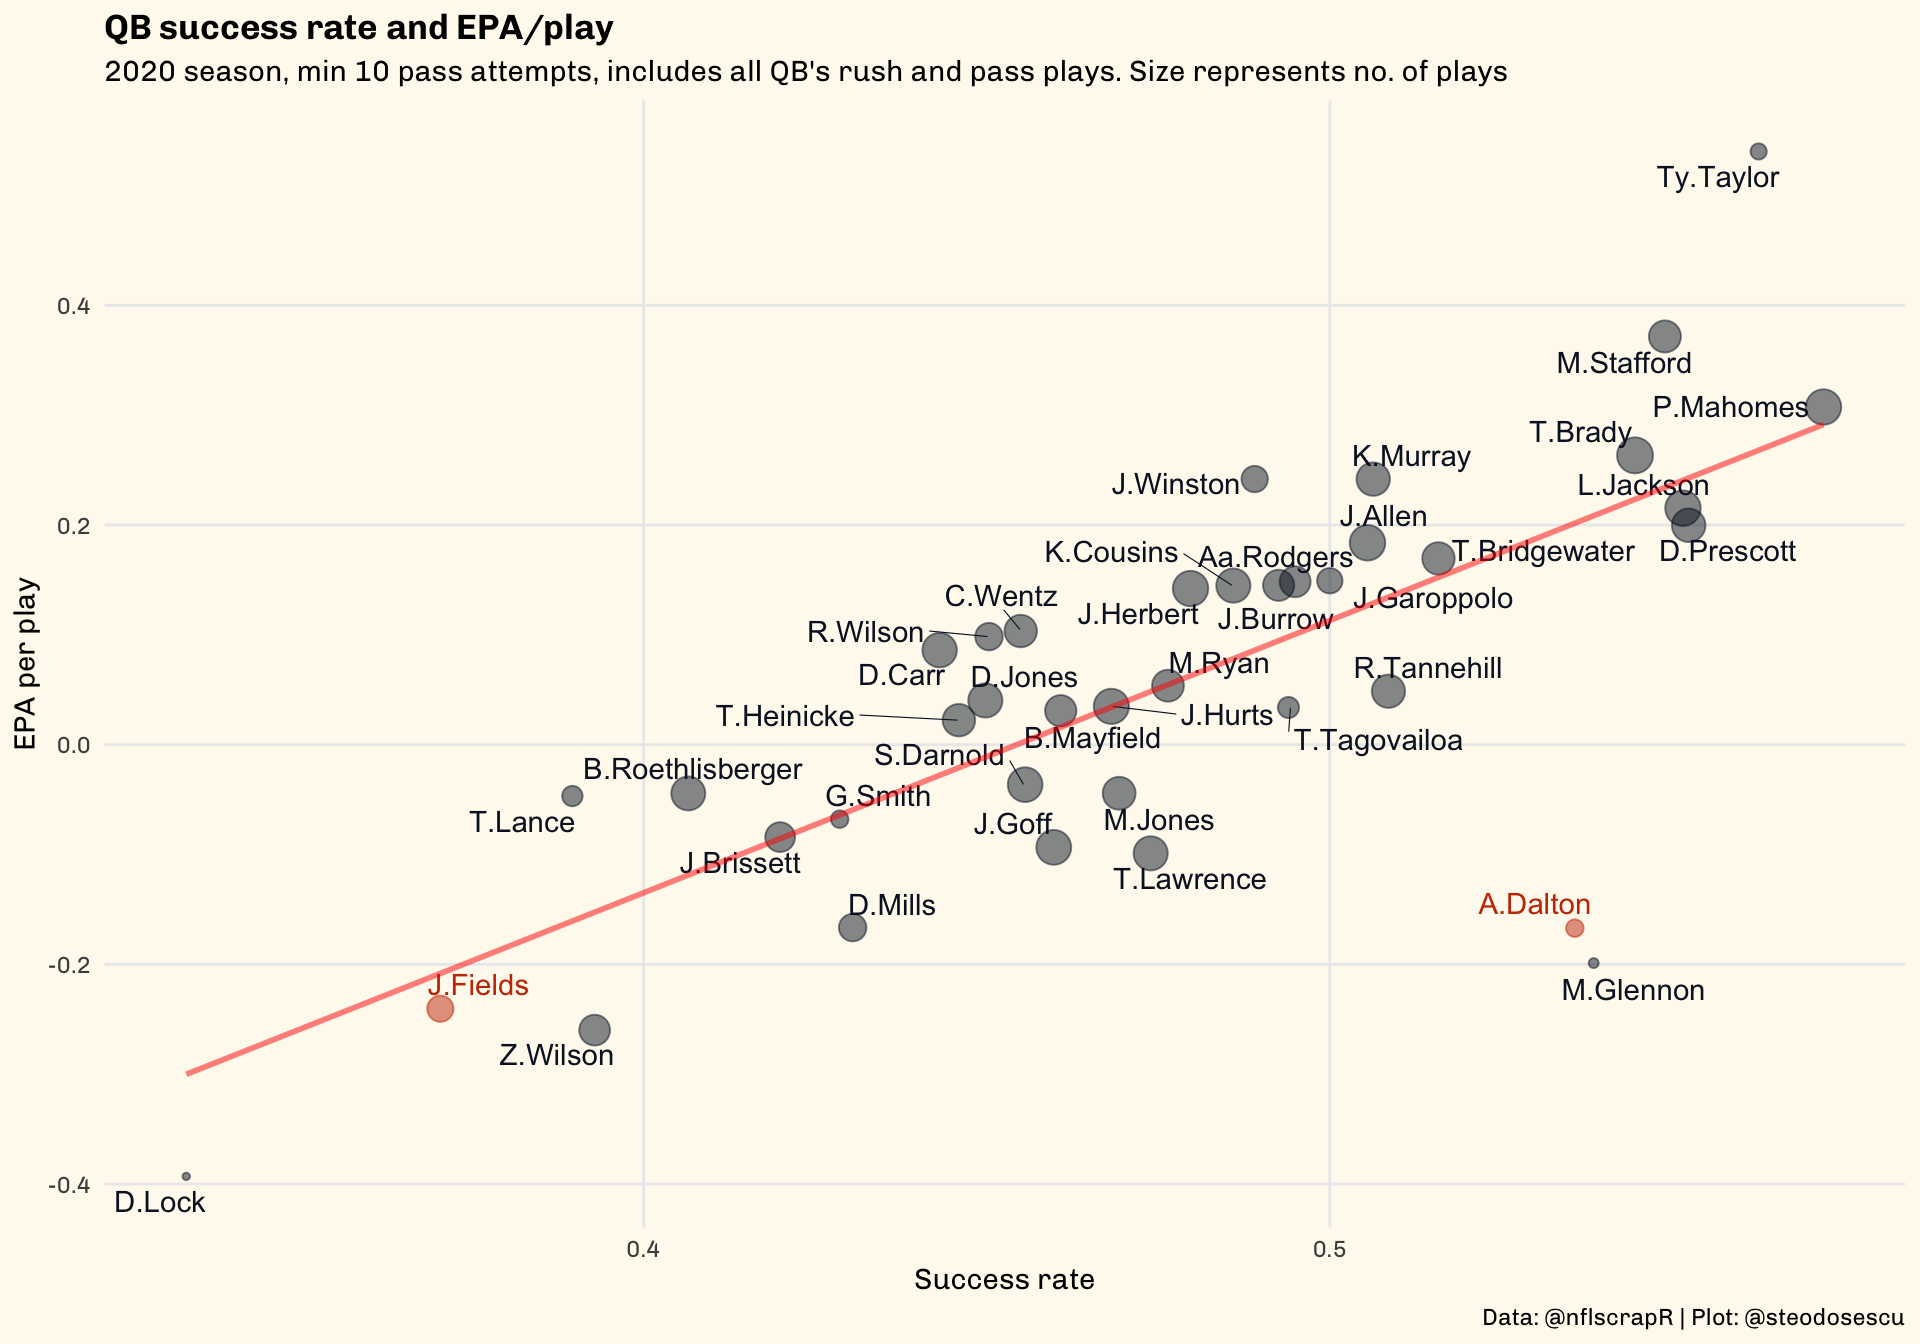 QB success rate and EPA/play
2020 season, min 10 pass attempts, includes all QB's rush and pass plays. Size represents no. of plays
Ty.Taylor
0.4
M.Stafford
P.Mahomes
T.Brady
K.Murray
J.Winston
L.Jackson
J.Allen
0.2
K.Cousins
Aa.Rodgers
T.Bridgewater
D.Prescott
C.Wentz
J.Garoppolo
J.Herbert
J.Burrow
R.Wilson
M.Ryan
R.Tannehill
D.Carr
D.Jones
T.Heinicke
J.Hurts
B.Mayfield
T.Tagovailoa
0.0
S.Darnold
B.Roethlisberger
G.Smith
T.Lance
J.Goff
M.Jones
J.Brissett
T.Lawrence
D.Mills
A.Dalton
-0.2
J.Fields
M.Glennon
Z.Wilson
-0.4
D.Lock
EPA per play
0.4
0.5
Success rate
Data: @nflscrapR | Plot: @steodosescu